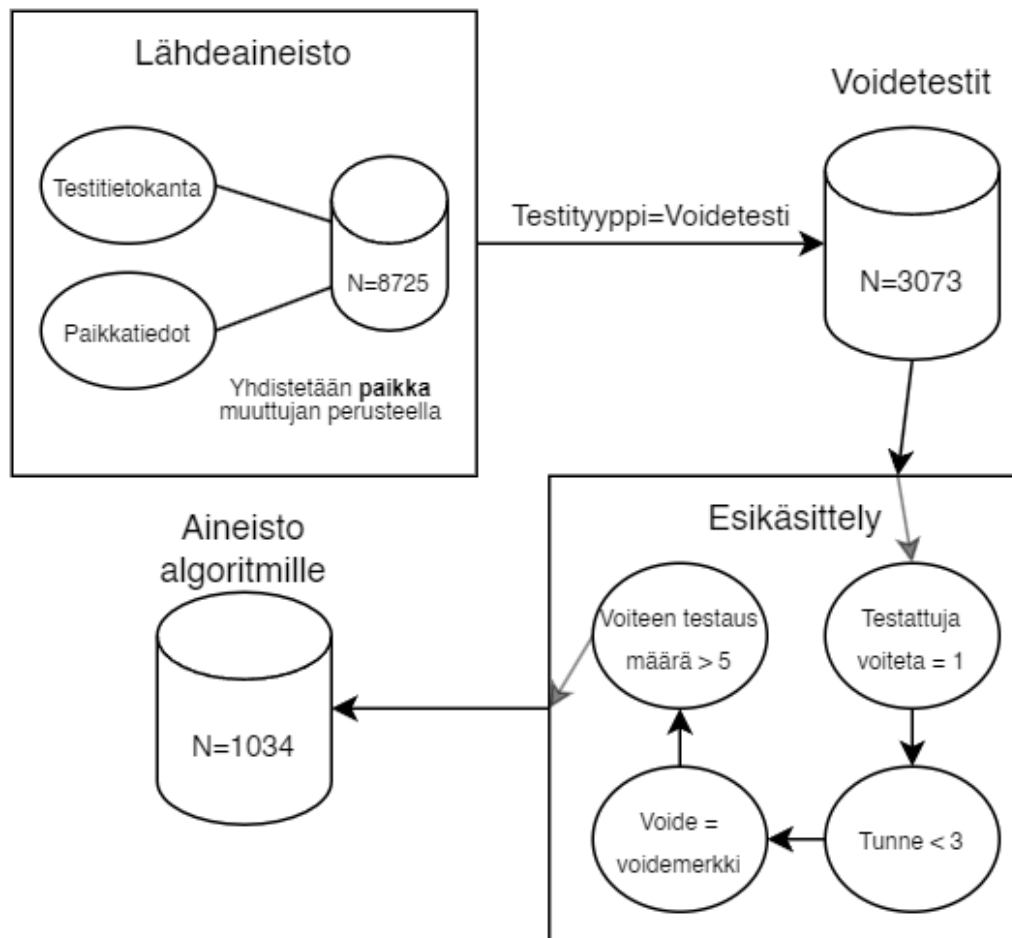 Lähdeaineisto
Testitietokanta
Paikkatiedot
N=8725
Yhdistetään paikka
muuttujan perusteella
Testityyppi=Voidetesti
Voidetestit
N=3073
Esikäsittely
Testattuja
voiteta = 1
Tunne < 3
Voide =
voidemerkki
Voiteen testaus
määrä > 5
Aineisto
algoritmille
N=1034